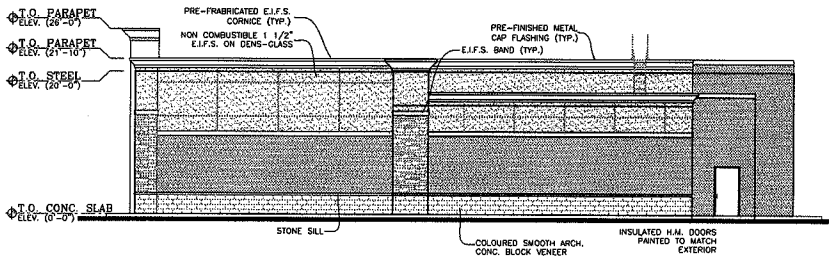 T.O. PARAPET
ELEV. (26'-0")
T.O. PARAPET
ELEV. (21'-10")
T.O. STEEL
ELEV. (20'-0")
T.O. CONC. SLAB
ELEV. (0'-0")
PRE-FRABRICATED E.I.F.S.
CORNICE (TYP.)
NON COMBUSTIBLE 1 1/2"
E.I.F.S. ON DENS-GLASS
PRE-FINISHED METAL
CAP FLASHING (TYP.)
E.I.F.S. BAND (TYP.)
STONE SILL
COLOURED SMOOTH ARCH.
CONC. BLOCK VENEER
INSULATED H.M. DOORS
PAINTED TO MATCH
EXTERIOR